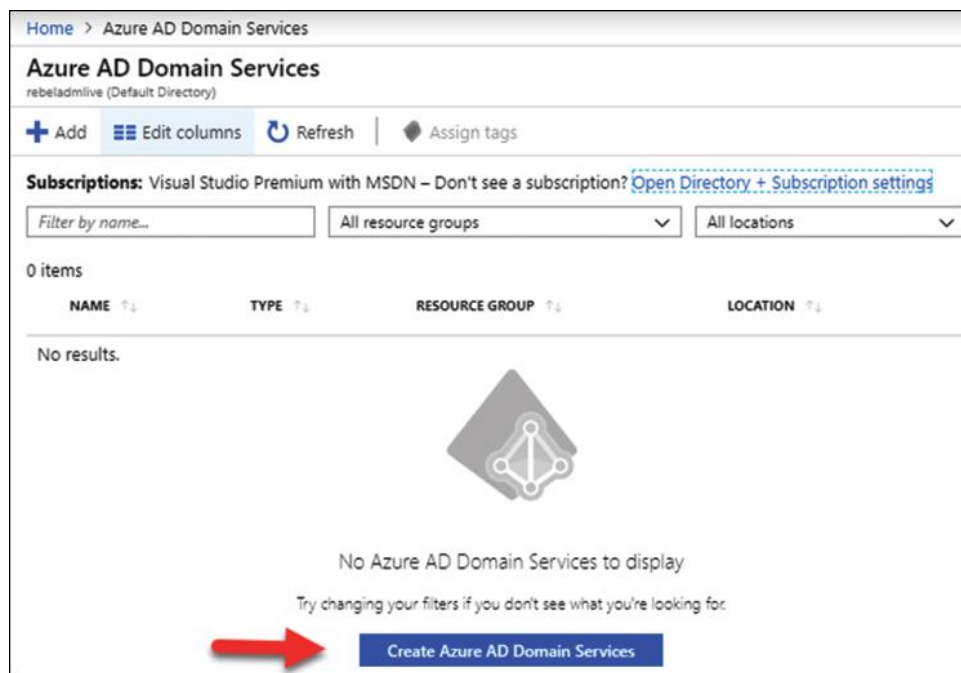 Home > Azure AD Domain Services
Azure AD Domain Services
rebeladmlive (Default Directory)
Add Edit columns Refresh Assign tags
Subscriptions: Visual Studio Premium with MSDN – Don't see a subscription? Open Directory + Subscription settings
Filter by name... All resource groups All locations
0 items
NAME TYPE RESOURCE GROUP LOCATION
No results.
No Azure AD Domain Services to display
Try changing your filters if you don't see what you're looking for.
Create Azure AD Domain Services